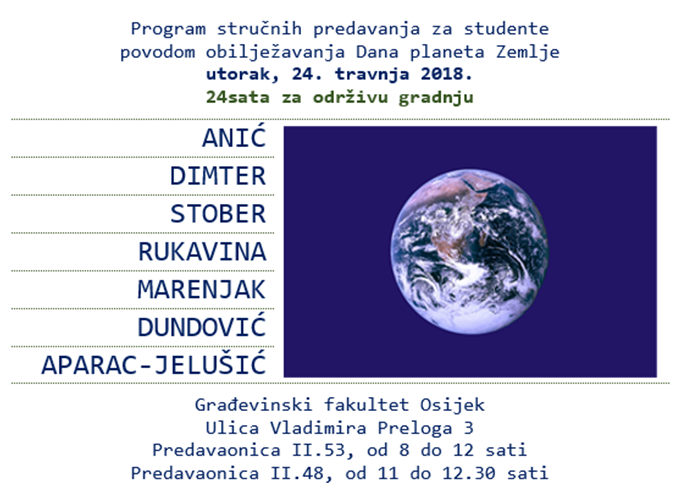 Program stručnih predavanja za studente
povodom obilježavanja Dana planeta Zemlje
utorak, 24. travnja 2018.
24sata za održivu gradnju
ANIĆ
DIMTER
STOBER
RUKAVINA
MARENJAK
DUNDOVIĆ
APARAC-JELUŠIĆ
Građevinski fakultet Osijek
Ulica Vladimira Preloga 3
Predavaonica II.53, od 8 do 12 sati
Predavaonica II.48, od 11 do 12.30 sati